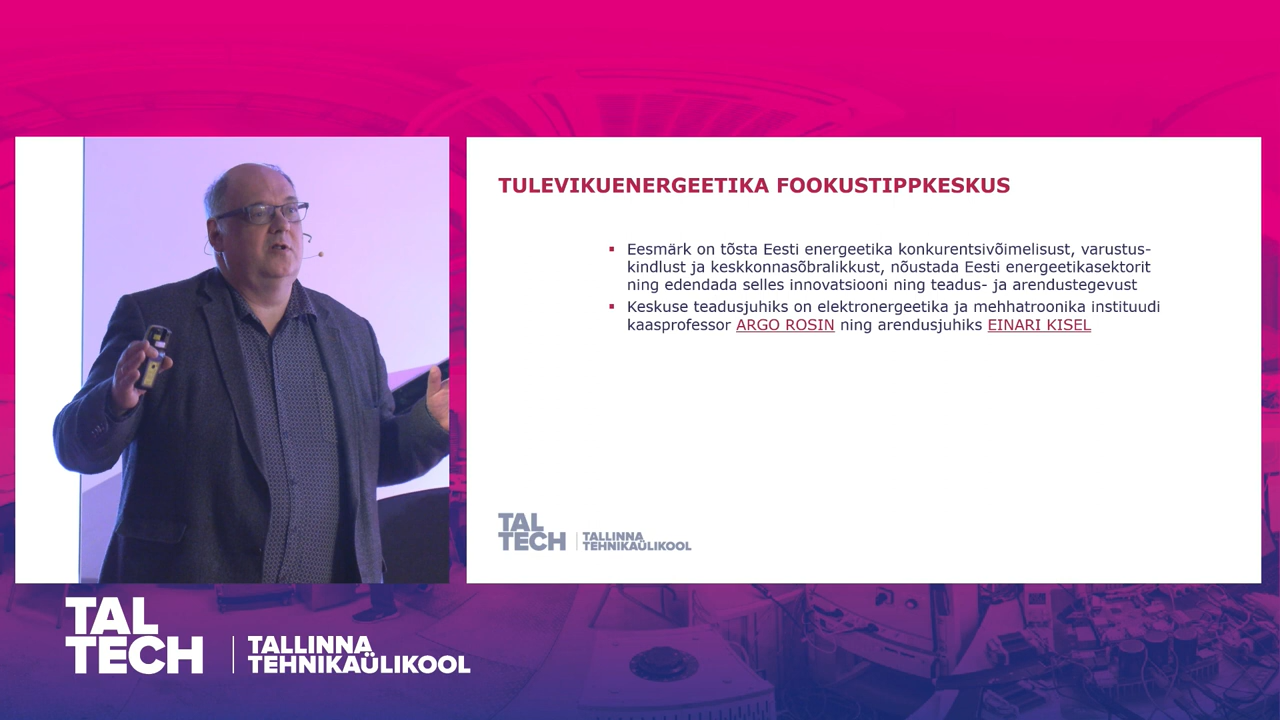 TULEVIKUENERGEETIKA FOOKUSTIPPKESKUS
Eesmärk on tõsta Eesti energeetika konkurentsivõimelisust, varustus-
kindlust ja keskkonnasõbralikkust, nõustada Eesti energeetikasektorit
ning edendada selles innovatsiooni ning teadus- ja arendustegevust
Keskuse teadusjuhiks on elektronergeetika ja mehhatroonika instituudi
kaasprofessor ARGO ROSIN ning arendusjuhiks EINARI KISEL
TAL
TECH
TALLINNA
TEHNIKAÜLIKOOL
TAL
TECH
TALLINNA
TEHNIKAÜLIKOOL